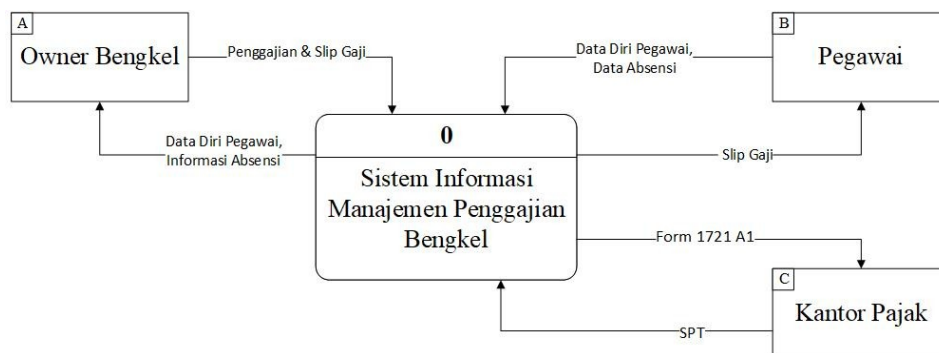 A
Owner Bengkel
Penggajian & Slip Gaji
Data Diri Pegawai,
Data Absensi
B
Pegawai
Data Diri Pegawai,
Informasi Absensi
0
Sistem Informasi
Manajemen Penggajian
Bengkel
Slip Gaji
Form 1721 A1
C
Kantor Pajak
SPT